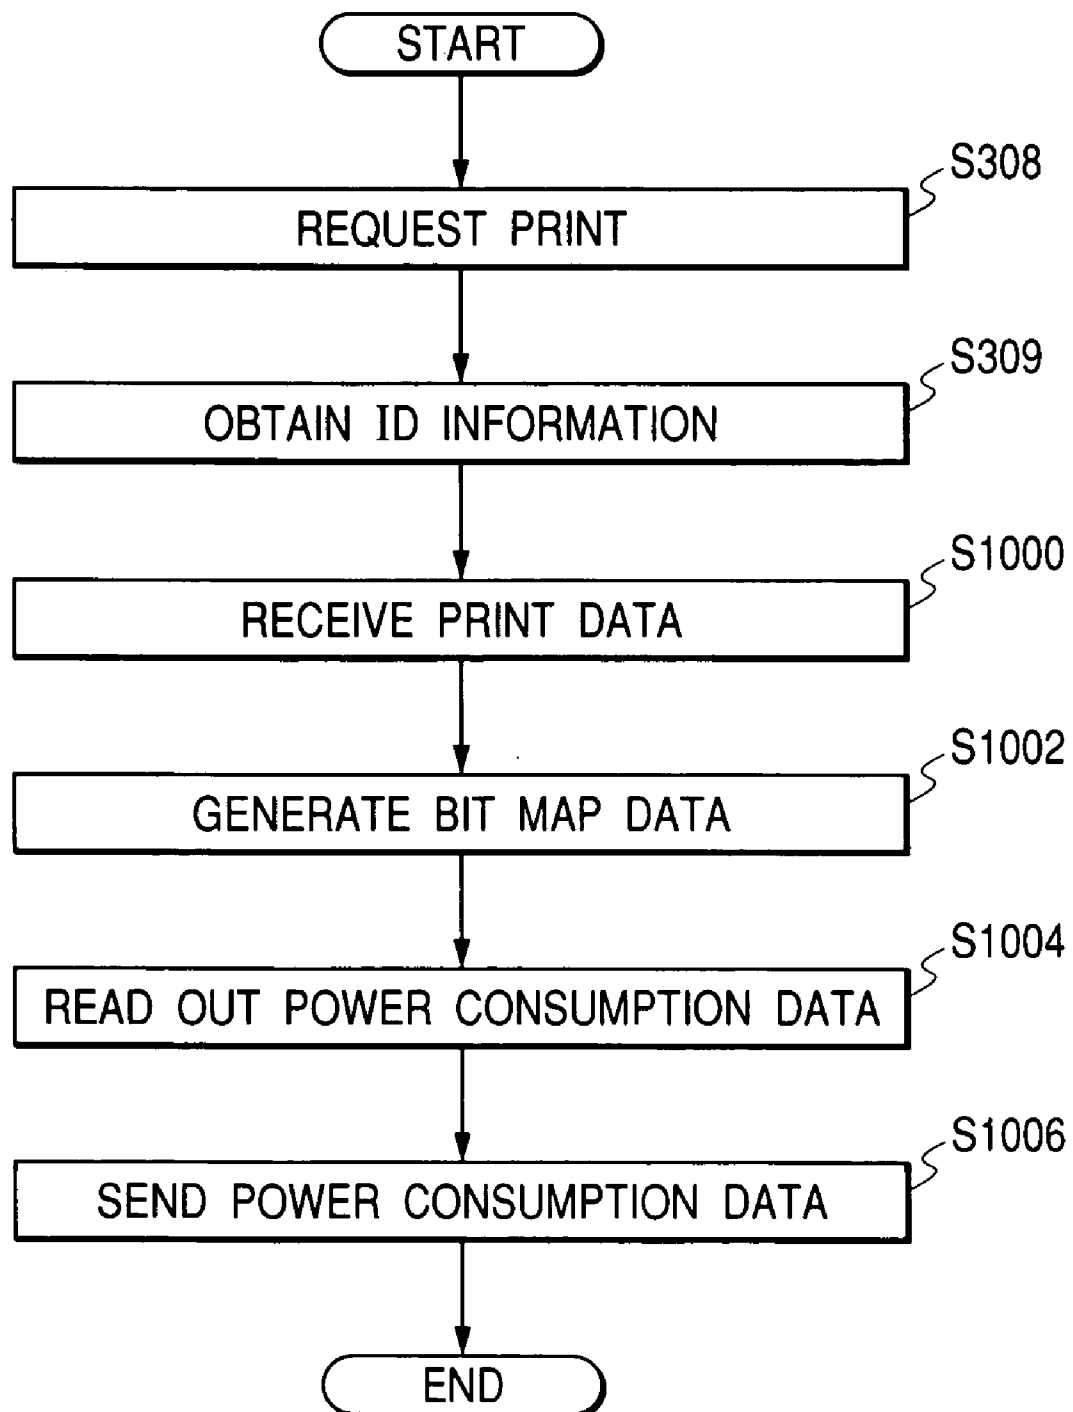 START
S308
REQUEST PRINT
S309
OBTAIN ID INFORMATION
S1000
RECEIVE PRINT DATA
S1002
GENERATE BIT MAP DATA
S1004
READ OUT POWER CONSUMPTION DATA
S1006
SEND POWER CONSUMPTION DATA
END